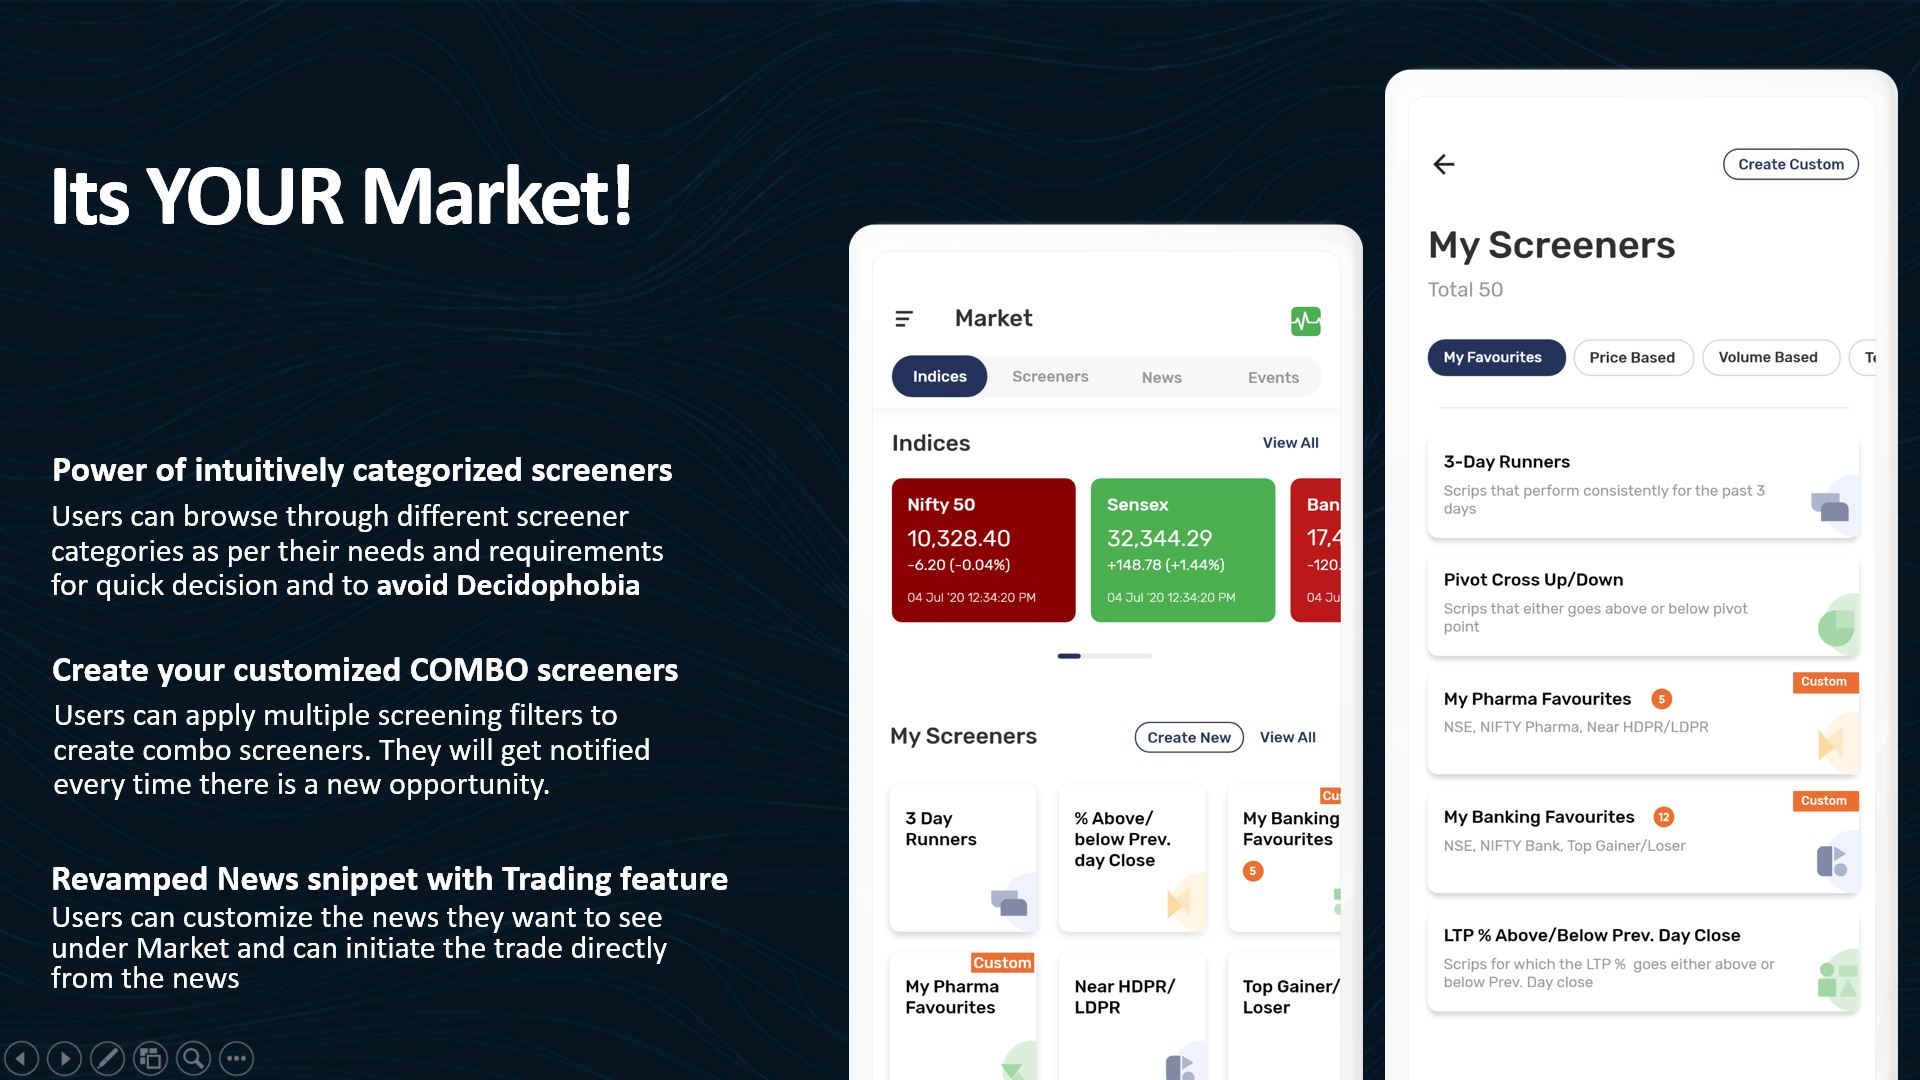 Its YOUR Market!
Power of intuitively categorized screeners
Users can browse through different screener
categories as per their needs and requirements
for quick decision and to avoid Decidophobia
Create your customized COMBO screeners
Users can apply multiple screening filters to
create combo screeners. They will get notified
every time there is a new opportunity.
Revamped News snippet with Trading feature
Users can customize the news they want to see
under Market and can initiate the trade directly
from the news
Market
Indices Screeners News Events
Indices View All
Nifty 50
10,328.40
-6.20 (-0.04%)
04 Jul '20 12:34:20 PM
Sensex
32,344.29
+148.78 (+1.44%)
04 Jul '20 12:34:20 PM
Ban
17,4
-120.
04 Ju
My Screeners Create New View All
3 Day
Runners
% Above/
below Prev.
day Close
Cus
My Banking
Favourites
5
Custom
My Pharma
Favourites
Near HDPR/
LDPR
Top Gainer/
Loser
Create Custom
My Screeners
Total 50
My Favourites Price Based Volume Based Te
3-Day Runners
Scrips that perform consistently for the past 3
days
Pivot Cross Up/Down
Scrips that either goes above or below pivot
point
Custom
My Pharma Favourites 5
NSE, NIFTY Pharma, Near HDPR/LDPR
Custom
My Banking Favourites 12
NSE, NIFTY Bank, Top Gainer/Loser
LTP % Above/Below Prev. Day Close
Scrips for which the LTP % goes either above or
below Prev. Day close